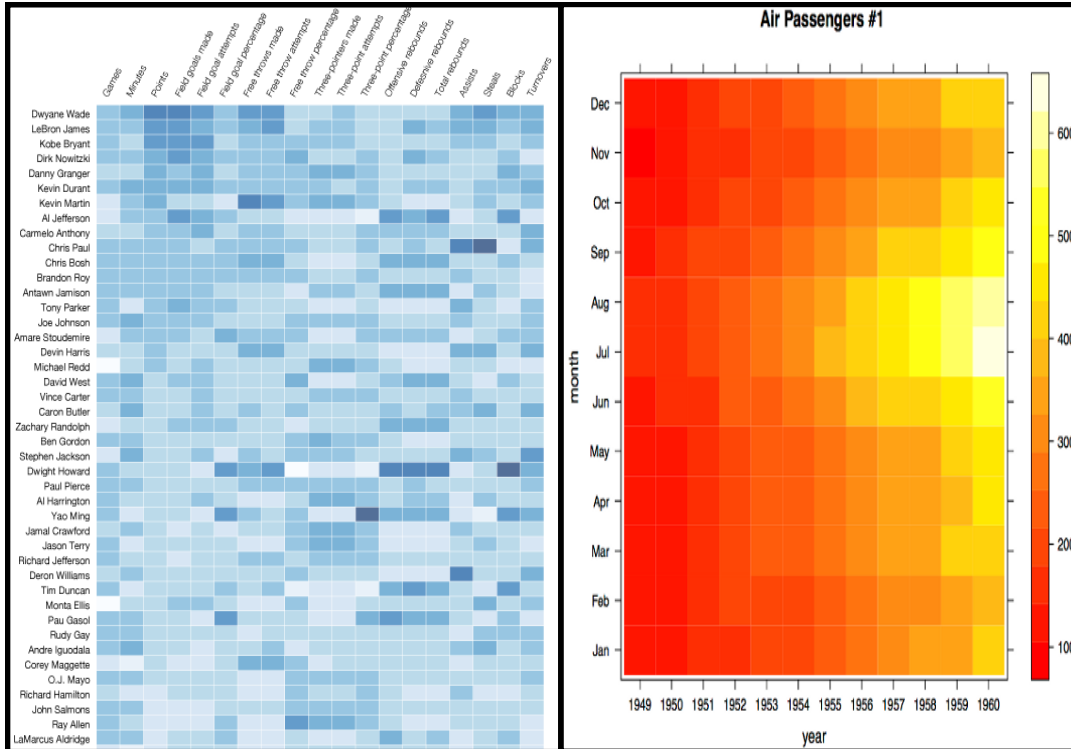 Games
Minutes
Points
Field goals made
Field goal attempts
Field goal percentage
Free throws made
Free throw attempts
Free throw percentage
Three-pointers made
Three-point attempts
Three-point percentage
Offensive rebounds
Defesnive rebounds
Total rebounds
Assists
Steals
Blocks
Turnovers
Dwyane Wade
LeBron James
Kobe Bryant
Dirk Nowitzki
Danny Granger
Kevin Durant
Kevin Martin
Al Jefferson
Carmelo Anthony
Chris Paul
Chris Bosh
Brandon Roy
Antawn Jamison
Tony Parker
Joe Johnson
Amare Stoudemire
Devin Harris
Michael Redd
David West
Vince Carter
Caron Butler
Zachary Randolph
Ben Gordon
Stephen Jackson
Dwight Howard
Paul Pierce
Al Harrington
Yao Ming
Jamal Crawford
Jason Terry
Richard Jefferson
Deron Williams
Tim Duncan
Monta Ellis
Pau Gasol
Rudy Gay
Andre Iguodala
Corey Maggette
O.J. Mayo
Richard Hamilton
John Salmons
Ray Allen
LaMarcus Aldridge
Air Passengers #1
month
Dec
Nov
Oct
Sep
Aug
Jul
Jun
May
Apr
Mar
Feb
Jan
1949 1950 1951 1952 1953 1954 1955 1956 1957 1958 1959 1960
year
600
500
400
300
200
100